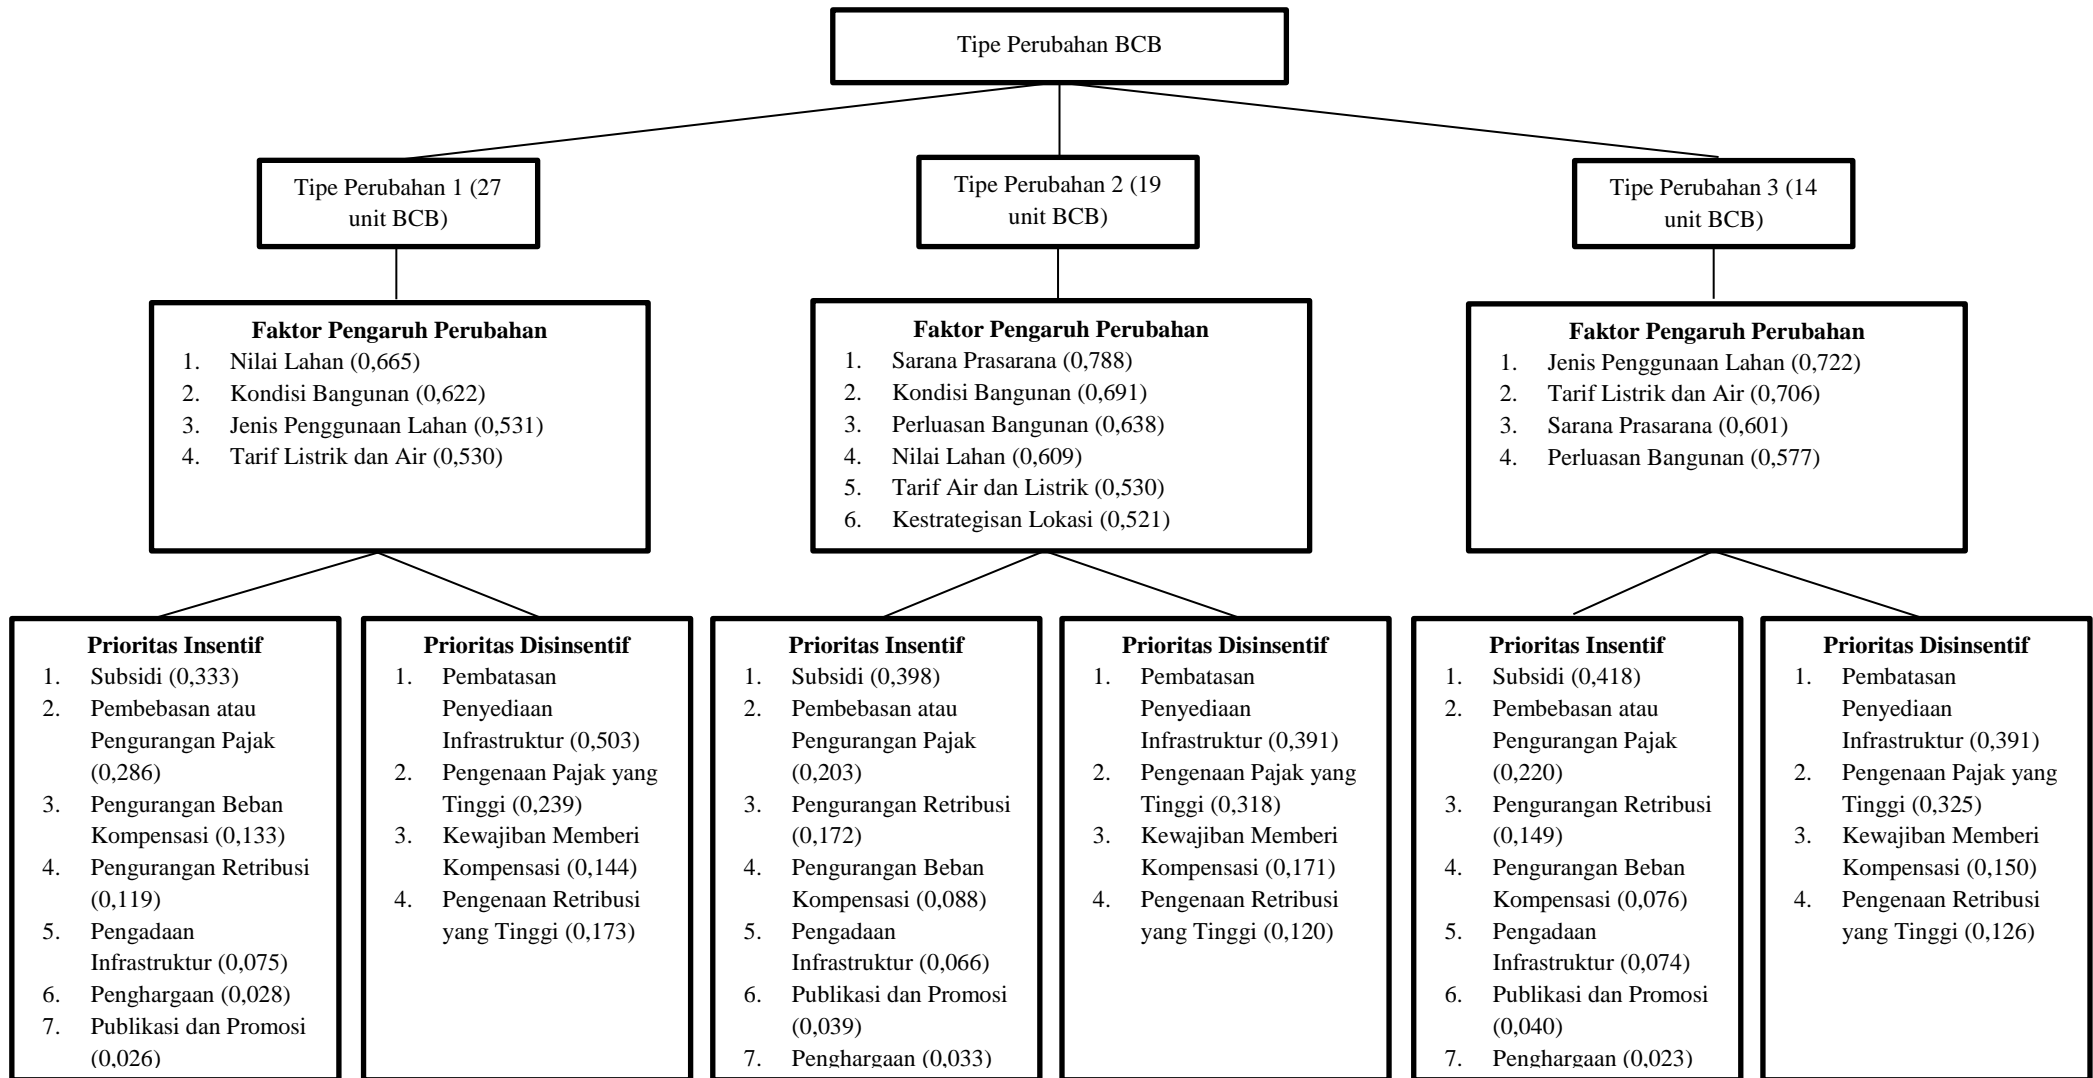 Tipe Perubahan BCB
Tipe Perubahan 1 (27
unit BCB)
Tipe Perubahan 2 (19
unit BCB)
Tipe Perubahan 3 (14
unit BCB)
Faktor Pengaruh Perubahan
1. Nilai Lahan (0,665)
2. Kondisi Bangunan (0,622)
3. Jenis Penggunaan Lahan (0,531)
4. Tarif Listrik dan Air (0,530)
Faktor Pengaruh Perubahan
1. Sarana Prasarana (0,788)
2. Kondisi Bangunan (0,691)
3. Perluasan Bangunan (0,638)
4. Nilai Lahan (0,609)
5. Tarif Air dan Listrik (0,530)
6. Kestrategisan Lokasi (0,521)
Faktor Pengaruh Perubahan
1. Jenis Penggunaan Lahan (0,722)
2. Tarif Listrik dan Air (0,706)
3. Sarana Prasarana (0,601)
4. Perluasan Bangunan (0,577)
Prioritas Insentif
1. Subsidi (0,333)
2. Pembebasan atau
Pengurangan Pajak
(0,286)
3. Pengurangan Beban
Kompensasi (0,133)
4. Pengurangan Retribusi
(0,119)
5. Pengadaan
Infrastruktur (0,075)
6. Penghargaan (0,028)
7. Publikasi dan Promosi
(0,026)
Prioritas Disinsentif
1. Pembatasan
Penyediaan
Infrastruktur (0,503)
2. Pengenaan Pajak yang
Tinggi (0,239)
3. Kewajiban Memberi
Kompensasi (0,144)
4. Pengenaan Retribusi
yang Tinggi (0,173)
Prioritas Insentif
1. Subsidi (0,398)
2. Pembebasan atau
Pengurangan Pajak
(0,203)
3. Pengurangan Retribusi
(0,172)
4. Pengurangan Beban
Kompensasi (0,088)
5. Pengadaan
Infrastruktur (0,066)
6. Publikasi dan Promosi
(0,039)
7. Penghargaan (0,033)
Prioritas Disinsentif
1. Pembatasan
Penyediaan
Infrastruktur (0,391)
2. Pengenaan Pajak yang
Tinggi (0,318)
3. Kewajiban Memberi
Kompensasi (0,171)
4. Pengenaan Retribusi
yang Tinggi (0,120)
Prioritas Insentif
1. Subsidi (0,418)
2. Pembebasan atau
Pengurangan Pajak
(0,220)
3. Pengurangan Retribusi
(0,149)
4. Pengurangan Beban
Kompensasi (0,076)
5. Pengadaan
Infrastruktur (0,074)
6. Publikasi dan Promosi
(0,040)
7. Penghargaan (0,023)
Prioritas Disinsentif
1. Pembatasan
Penyediaan
Infrastruktur (0,391)
2. Pengenaan Pajak yang
Tinggi (0,325)
3. Kewajiban Memberi
Kompensasi (0,150)
4. Pengenaan Retribusi
yang Tinggi (0,126)